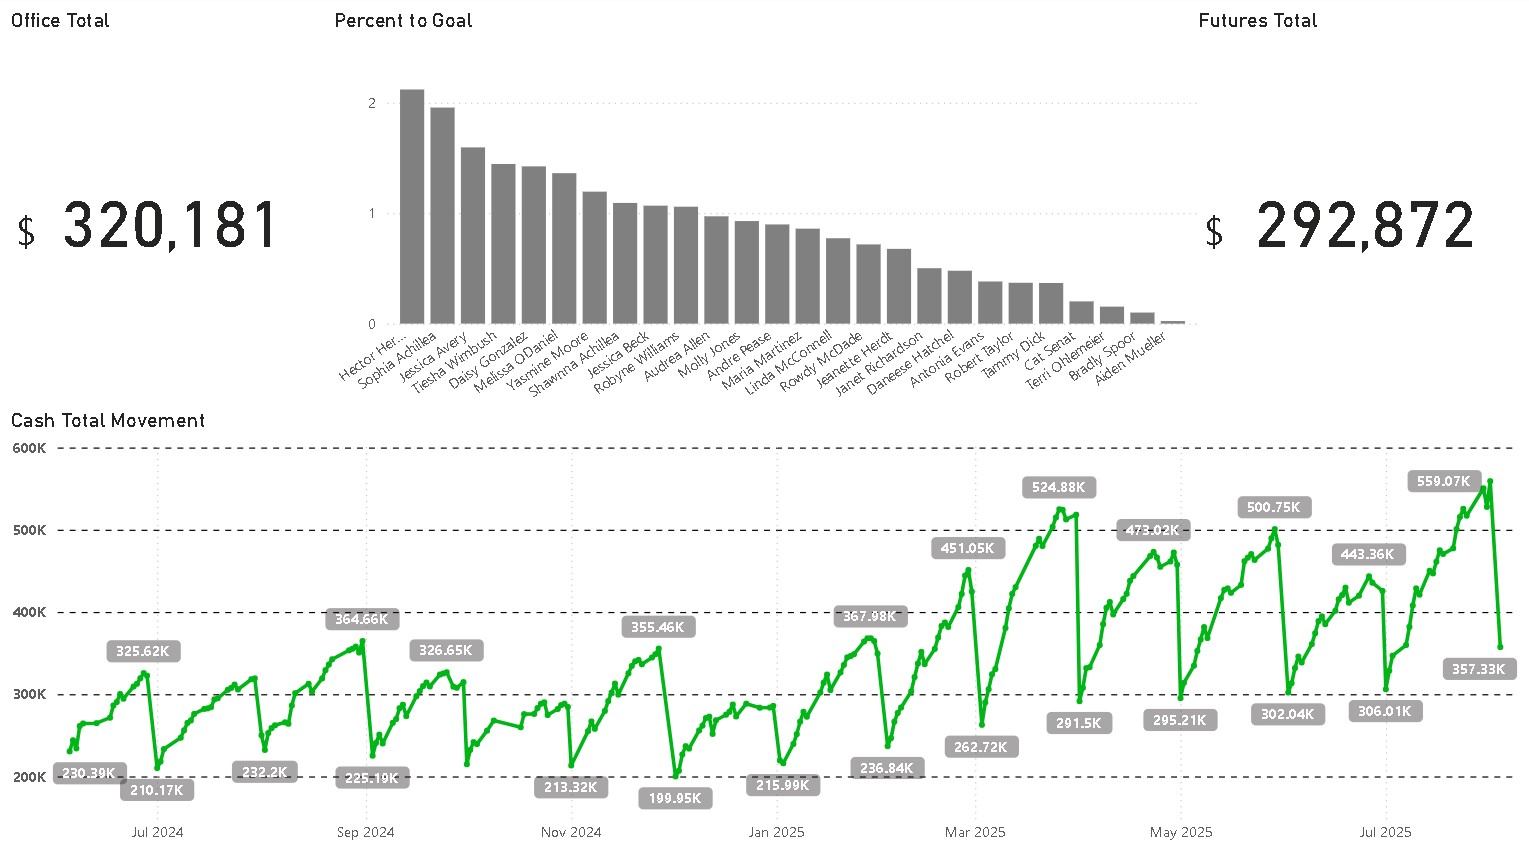 Office Total
Percent to Goal
Futures Total
2
1
0
$ 320,181
$ 292,872
Hector Her...
Sophia Achillea
Jessica Avery
Tiesha Wimbush
Daisy Gonzalez
Melissa ODaniel
Yasmine Moore
Shawnna Achillea
Jessica Beck
Robyne Williams
Audrea Allen
Molly Jones
Andre Pease
Maria Martinez
Linda McConnell
Rowdy McDade
Jeanette Herdt
Janet Richardson
Daneese Hatchel
Antonia Evans
Robert Taylor
Tammy Dick
Cat Senat
Terri Ohlemeier
Bradly Spoor
Aiden Mueller
Cash Total Movement
600K
500K
400K
300K
200K
230.39K
325.62K
210.17K
232.2K
364.66K
225.19K
326.65K
213.32K
355.46K
199.95K
215.99K
367.98K
236.84K
451.05K
262.72K
524.88K
291.5K
473.02K
295.21K
500.75K
302.04K
443.36K
306.01K
559.07K
357.33K
Jul 2024
Sep 2024
Nov 2024
Jan 2025
Mar 2025
May 2025
Jul 2025